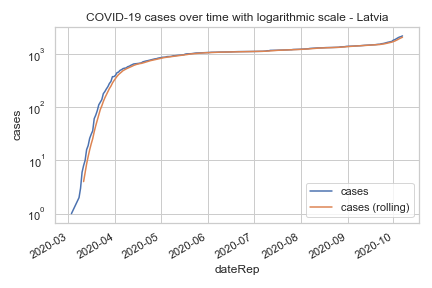 COVID-19 cases over time with logarithmic scale - Latvia
cases
10³
10²
10¹
10⁰
2020-03
2020-04
2020-05
2020-06
2020-07
2020-08
2020-09
2020-10
dateRep
cases
cases (rolling)